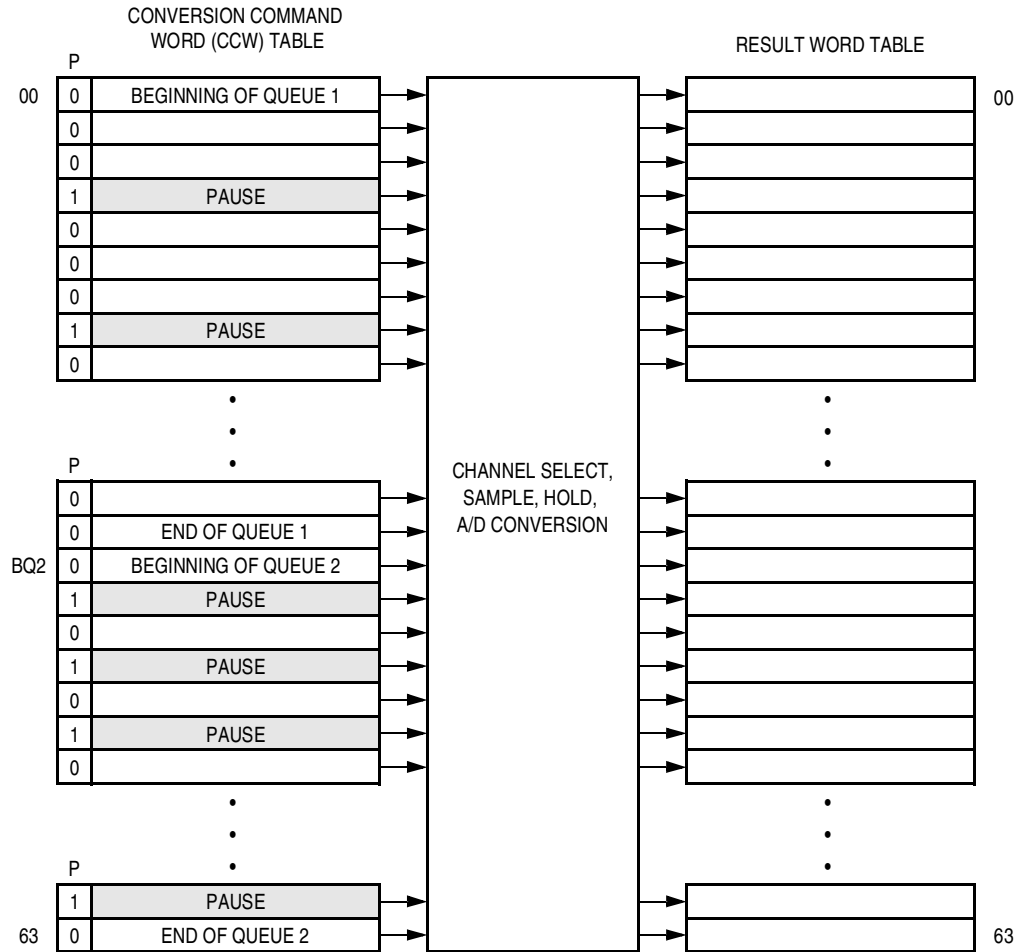 CONVERSION COMMAND
WORD (CCW) TABLE
RESULT WORD TABLE
P
00 0 BEGINNING OF QUEUE 1 00
0
0
1 PAUSE
0
0
0
1 PAUSE
0
P
0
0 END OF QUEUE 1
BQ2 0 BEGINNING OF QUEUE 2
1 PAUSE
0
1 PAUSE
0
1 PAUSE
0
CHANNEL SELECT,
SAMPLE, HOLD,
A/D CONVERSION
P
1 PAUSE
63 0 END OF QUEUE 2 63